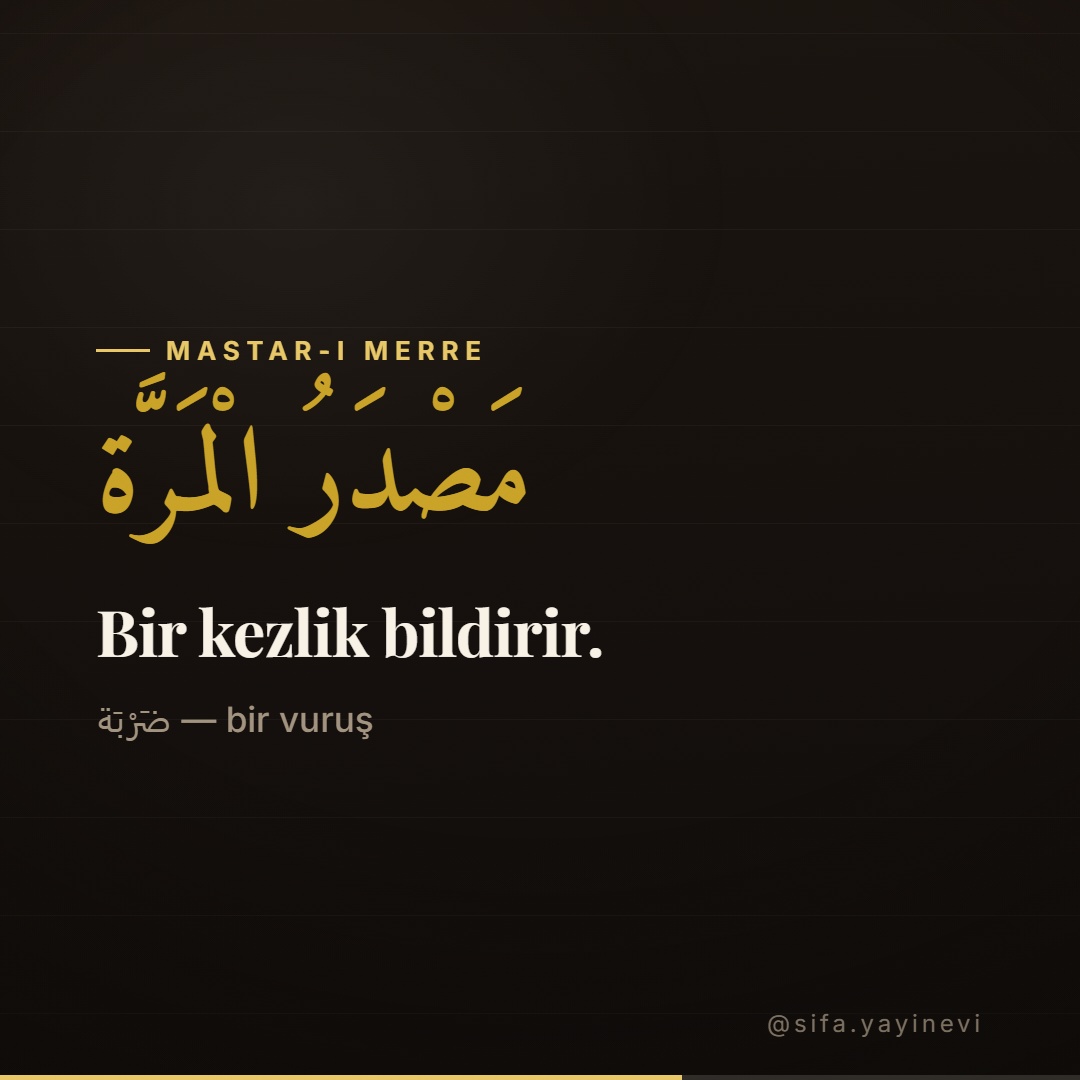 MASTAR-I MERRE
مَصْدَرُ الْمَرَّة
Bir kezlik bildirir.
ضَرْبَة — bir vuruş
@sifa.yayinevi